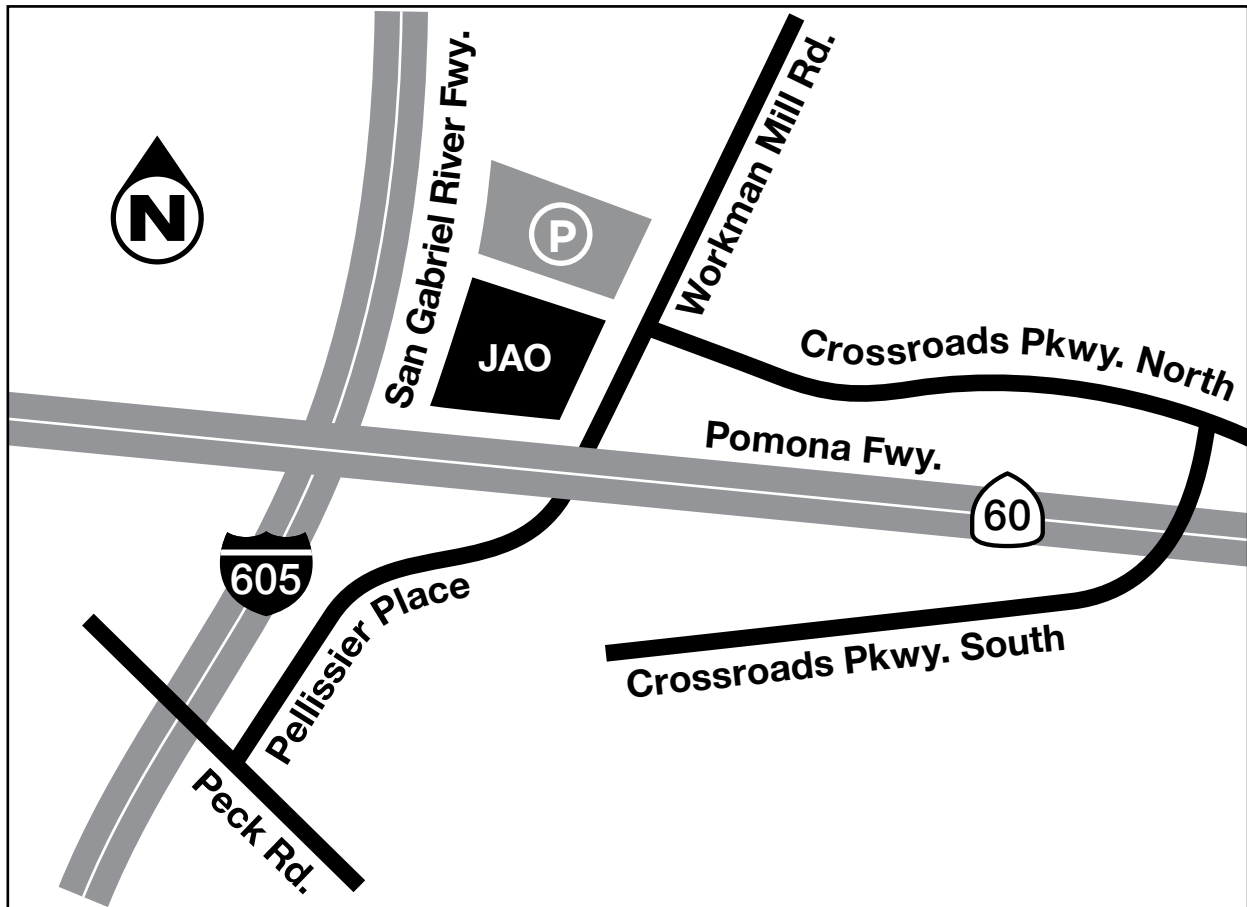 San Gabriel River Fwy.
Workman Mill Rd.
N
P
JAO
Crossroads Pkwy. North
Pomona Fwy.
60
605
Pellissier Place
Crossroads Pkwy. South
Peck Rd.